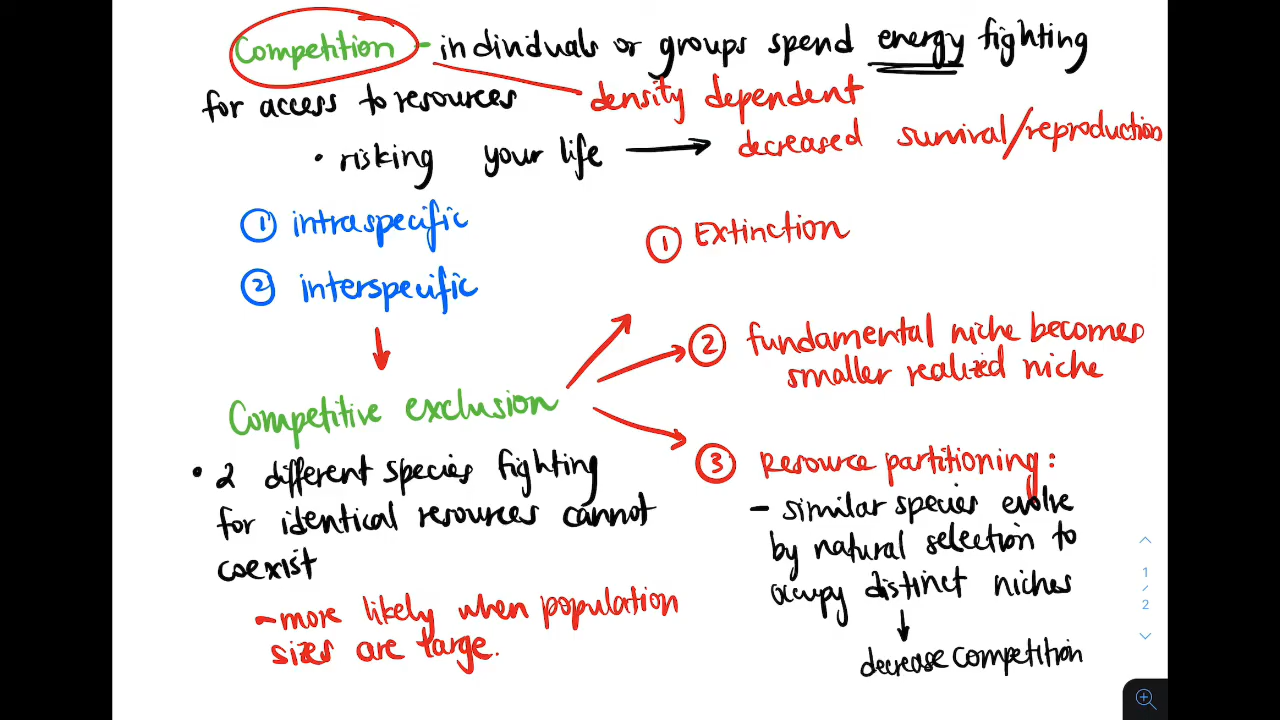 Competition - individuals or groups spend energy fighting
for access to resources
density dependent
• risking your life → decreased survival/reproduction
① intraspecific
② interspecific
Competitive exclusion
• 2 different species fighting
for identical resources cannot
coexist
- more likely when population
sizes are large.
① Extinction
② fundamental niche becomes
smaller realized niche
③ Resource partitioning:
- similar species evolve
by natural selection to
occupy distinct niches
decrease competition
1
/
2